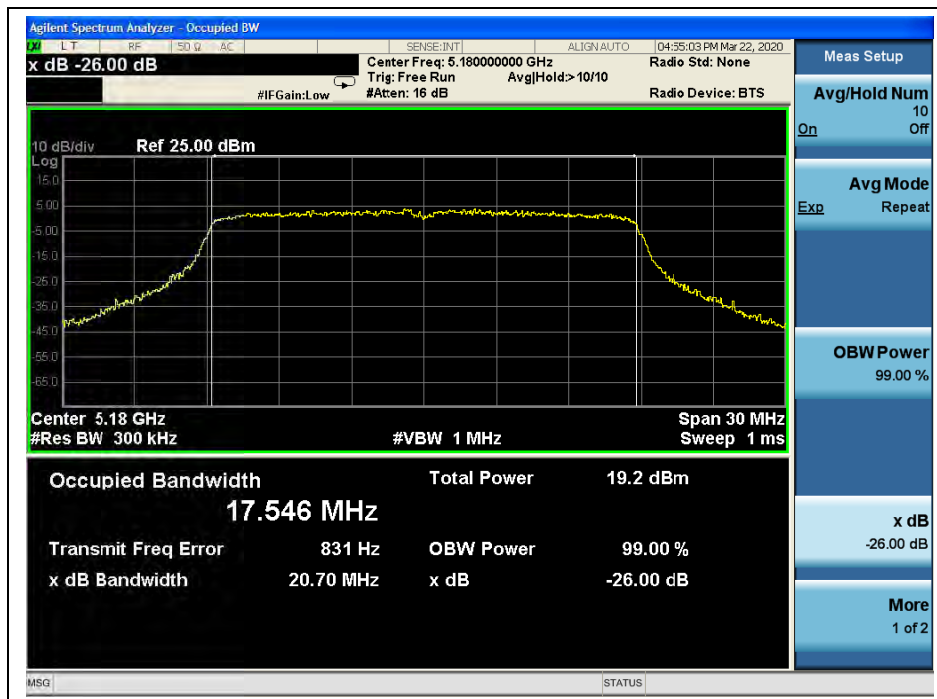 Agilent Spectrum Analyzer - Occupied BW
LXI L T RF 50 Ω AC SENSE:INT ALIGN AUTO 04:55:03 PM Mar 22, 2020
x dB -26.00 dB
Center Freq: 5.180000000 GHz
Radio Std: None
Trig: Free Run Avg|Hold:>10/10
#IFGain:Low #Atten: 16 dB Radio Device: BTS
10 dB/div Ref 25.00 dBm
Log
15.0
5.00
-5.00
-15.0
-25.0
-35.0
-45.0
-55.0
-65.0
Center 5.18 GHz Span 30 MHz
#Res BW 300 kHz #VBW 1 MHz Sweep 1 ms
Occupied Bandwidth Total Power 19.2 dBm
17.546 MHz
Transmit Freq Error 831 Hz OBW Power 99.00 %
x dB Bandwidth 20.70 MHz x dB -26.00 dB
Meas Setup
Avg/Hold Num
10
On Off
Avg Mode
Exp Repeat
OBW Power
99.00 %
x dB
-26.00 dB
More
1 of 2
MSG STATUS